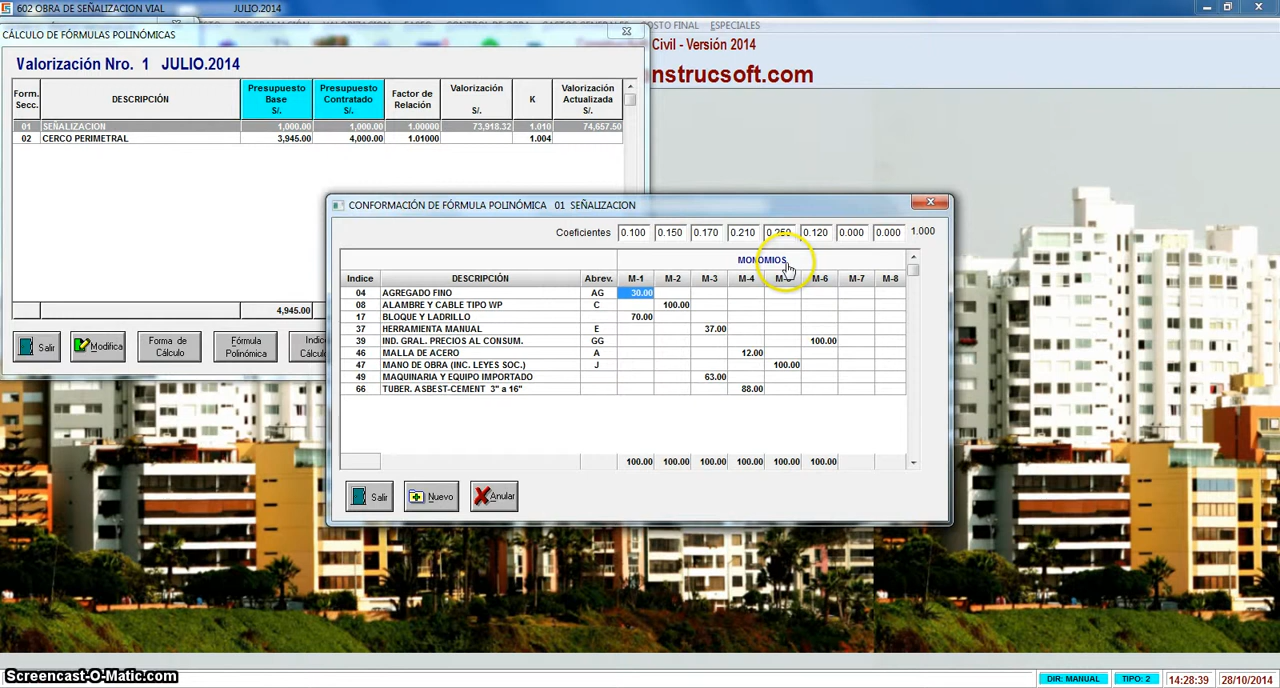 602 OBRA DE SEÑALIZACION VIAL JULIO.2014
COSTO FINAL ESPECIALES
CÁLCULO DE FÓRMULAS POLINÓMICAS
Civil - Versión 2014
nstrucsoft.com
Valorización Nro. 1 JULIO.2014
Form. Secc. DESCRIPCIÓN Presupuesto Base S/. Presupuesto Contratado S/. Factor de Relación Valorización S/. K Valorización Actualizada S/.
01 SEÑALIZACION 1,000.00 1,000.00 1.00000 73,918.32 1.010 74,657.50
02 CERCO PERIMETRAL 3,945.00 4,000.00 1.01000 1.004
4,945.00
Salir Modifica Forma de Cálculo Fórmula Polinómica Indic Cálcul
CONFORMACIÓN DE FÓRMULA POLINÓMICA 01 SEÑALIZACION
Coeficientes 0.100 0.150 0.170 0.210 0.250 0.120 0.000 0.000 1.000
MONOMIOS
Indice DESCRIPCIÓN Abrev. M-1 M-2 M-3 M-4 M-6 M-7 M-8
04 AGREGADO FINO AG 30.00
08 ALAMBRE Y CABLE TIPO WP C 100.00
17 BLOQUE Y LADRILLO 70.00
37 HERRAMIENTA MANUAL E 37.00
39 IND. GRAL. PRECIOS AL CONSUM. GG 100.00
46 MALLA DE ACERO A 12.00
47 MANO DE OBRA (INC. LEYES SOC.) J 100.00
49 MAQUINARIA Y EQUIPO IMPORTADO 63.00
66 TUBER. ASBEST-CEMENT 3" a 16" 88.00
100.00 100.00 100.00 100.00 100.00 100.00
Salir Nuevo Anular
Screencast-O-Matic.com
DIR: MANUAL TIPO: 2 14:28:39 28/10/2014